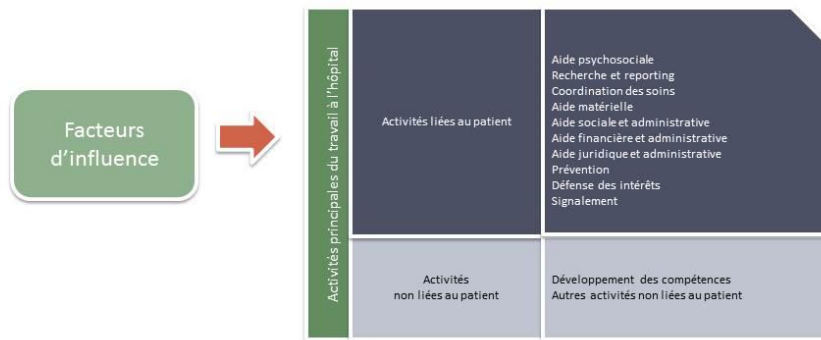 Facteurs
d'influence
Activités principales du travail à l'hôpital
Activités liées au patient
Aide psychosociale
Recherche et reporting
Coordination des soins
Aide matérielle
Aide sociale et administrative
Aide financière et administrative
Aide juridique et administrative
Prévention
Défense des intérêts
Signalement
Activités
non liées au patient
Développement des compétences
Autres activités non liées au patient